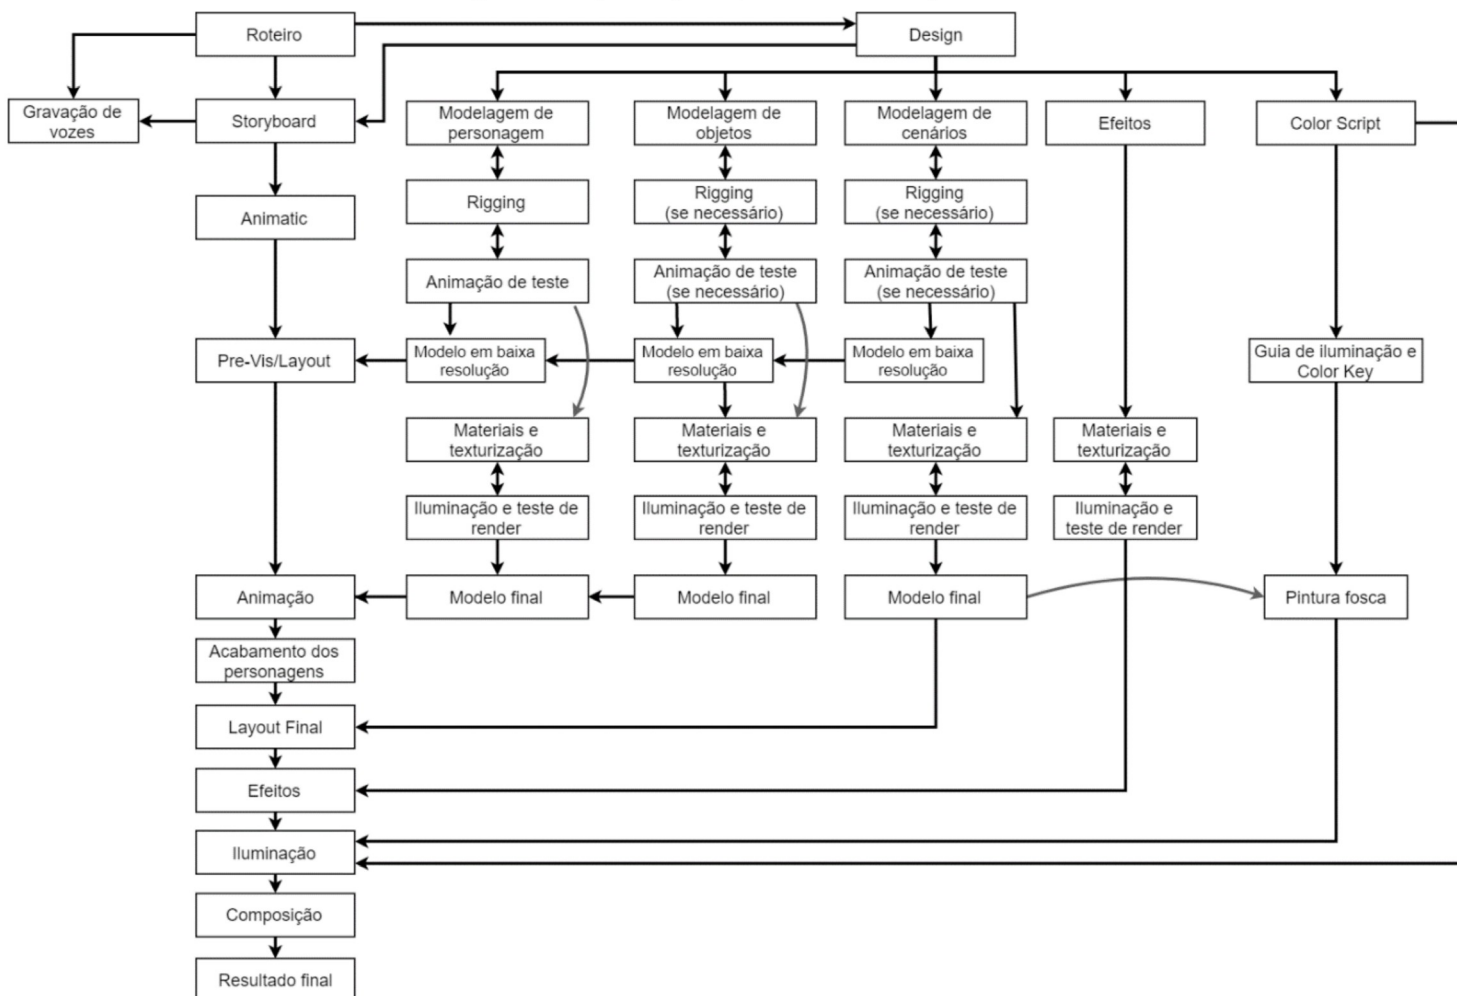 Roteiro
Design
Gravação de
vozes
Storyboard
Modelagem de
personagem
Modelagem de
objetos
Modelagem de
cenários
Efeitos
Color Script
Animatic
Rigging
Rigging
(se necessário)
Rigging
(se necessário)
Animação de teste
Animação de teste
(se necessário)
Animação de teste
(se necessário)
Pre-Vis/Layout
Modelo em baixa
resolução
Modelo em baixa
resolução
Modelo em baixa
resolução
Guia de iluminação e
Color Key
Materiais e
texturização
Materiais e
texturização
Materiais e
texturização
Materiais e
texturização
Iluminação e teste de
render
Iluminação e teste de
render
Iluminação e teste de
render
Iluminação e
teste de render
Animação
Modelo final
Modelo final
Modelo final
Pintura fosca
Acabamento dos
personagens
Layout Final
Efeitos
Iluminação
Composição
Resultado final